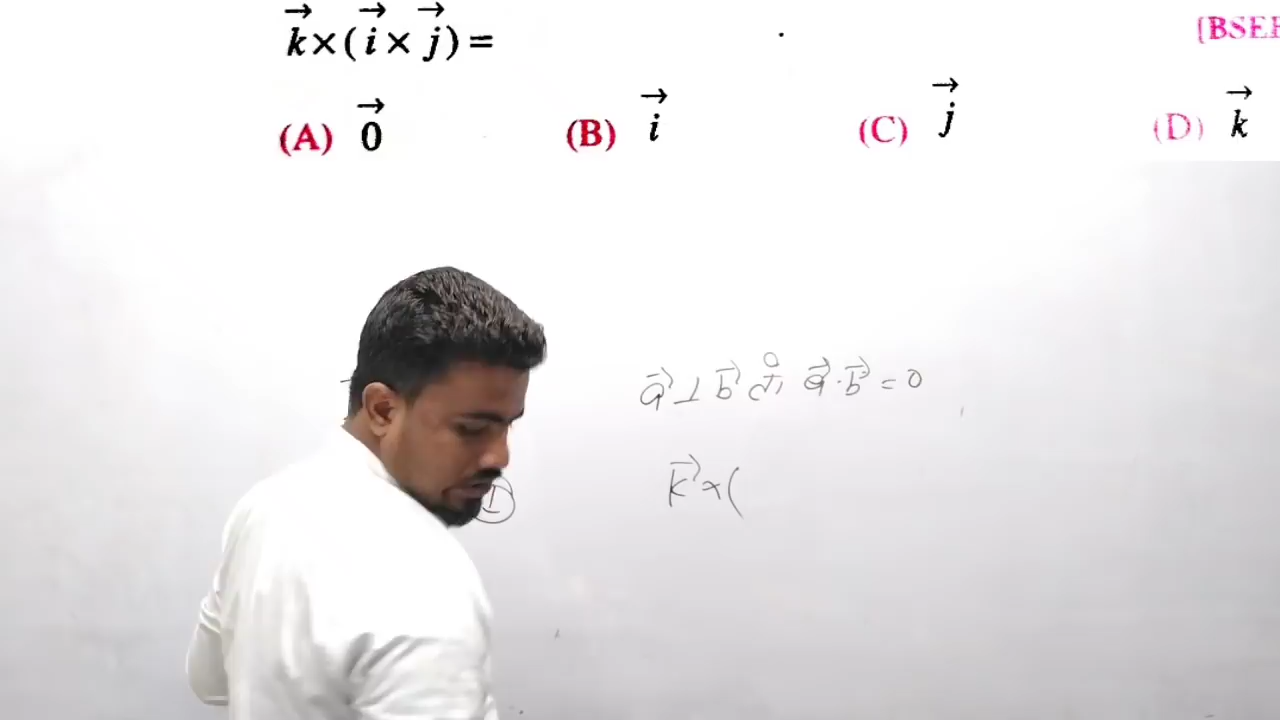 k⃗ × ( i⃗ × j⃗ ) =
[BSEB
(A) 0⃗ (B) i⃗ (C) j⃗ (D) k⃗
a⃗ ⊥ b⃗ तो a⃗ · b⃗ = 0
k⃗ × (